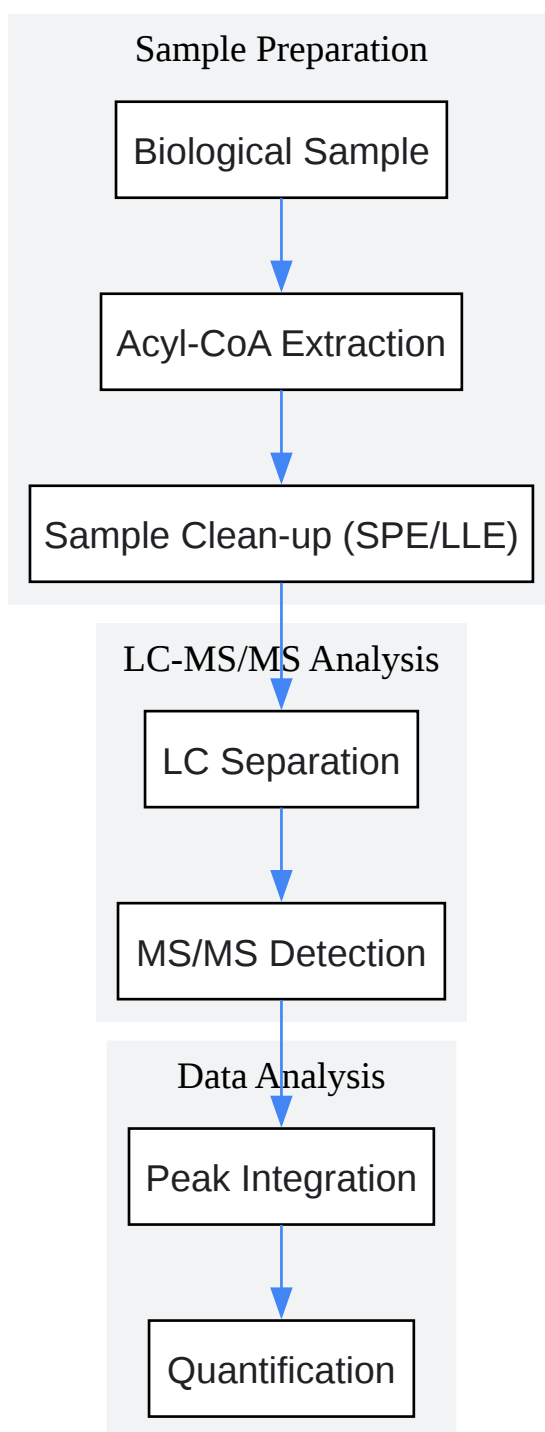 Sample Preparation
Biological Sample
Acyl-CoA Extraction
Sample Clean-up (SPE/LLE)
LC-MS/MS Analysis
LC Separation
MS/MS Detection
Data Analysis
Peak Integration
Quantification